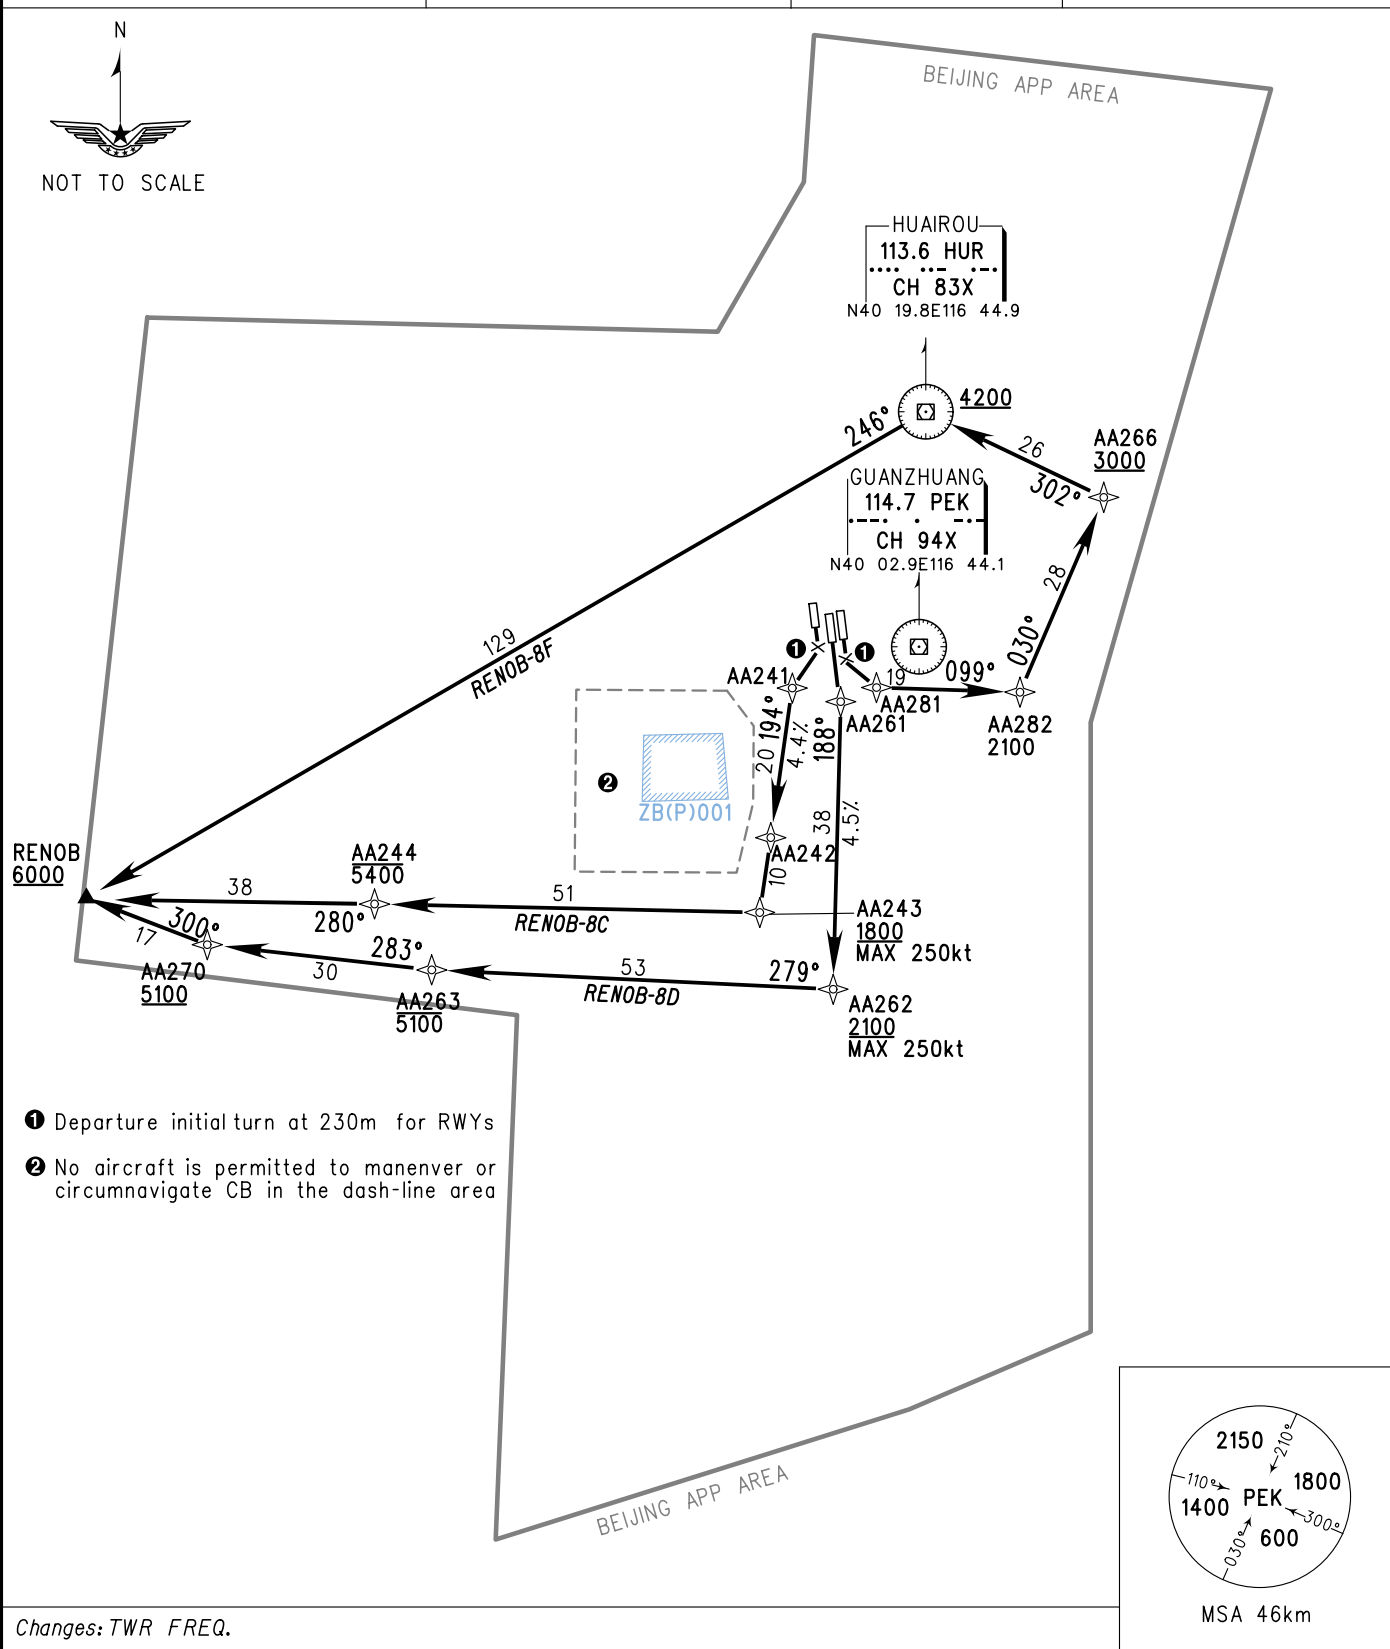 N
NOT TO SCALE
BEIJING APP AREA
HUAIROU
113.6 HUR
CH 83X
N40 19.8E116 44.9
4200
246°
26
302°
AA266
3000
GUANZHUANG
114.7 PEK
CH 94X
N40 02.9E116 44.1
28
030°
129
RENOB-8F
1
1
AA241
19
099°
AA281
AA261
AA282
2100
194°
20
4.4%
188°
38
4.5%
2
ZB(P)001
AA242
10
RENOB
6000
AA244
5400
38
280°
51
RENOB-8C
AA243
1800
MAX 250kt
300°
17
AA270
5100
283°
30
AA263
5100
53
RENOB-8D
279°
AA262
2100
MAX 250kt
1 Departure initial turn at 230m for RWYs
2 No aircraft is permitted to manenver or
circumnavigate CB in the dash-line area
BEIJING APP AREA
2150
210°
110°
1800
1400
PEK
300°
600
030°
MSA 46km
Changes: TWR FREQ.